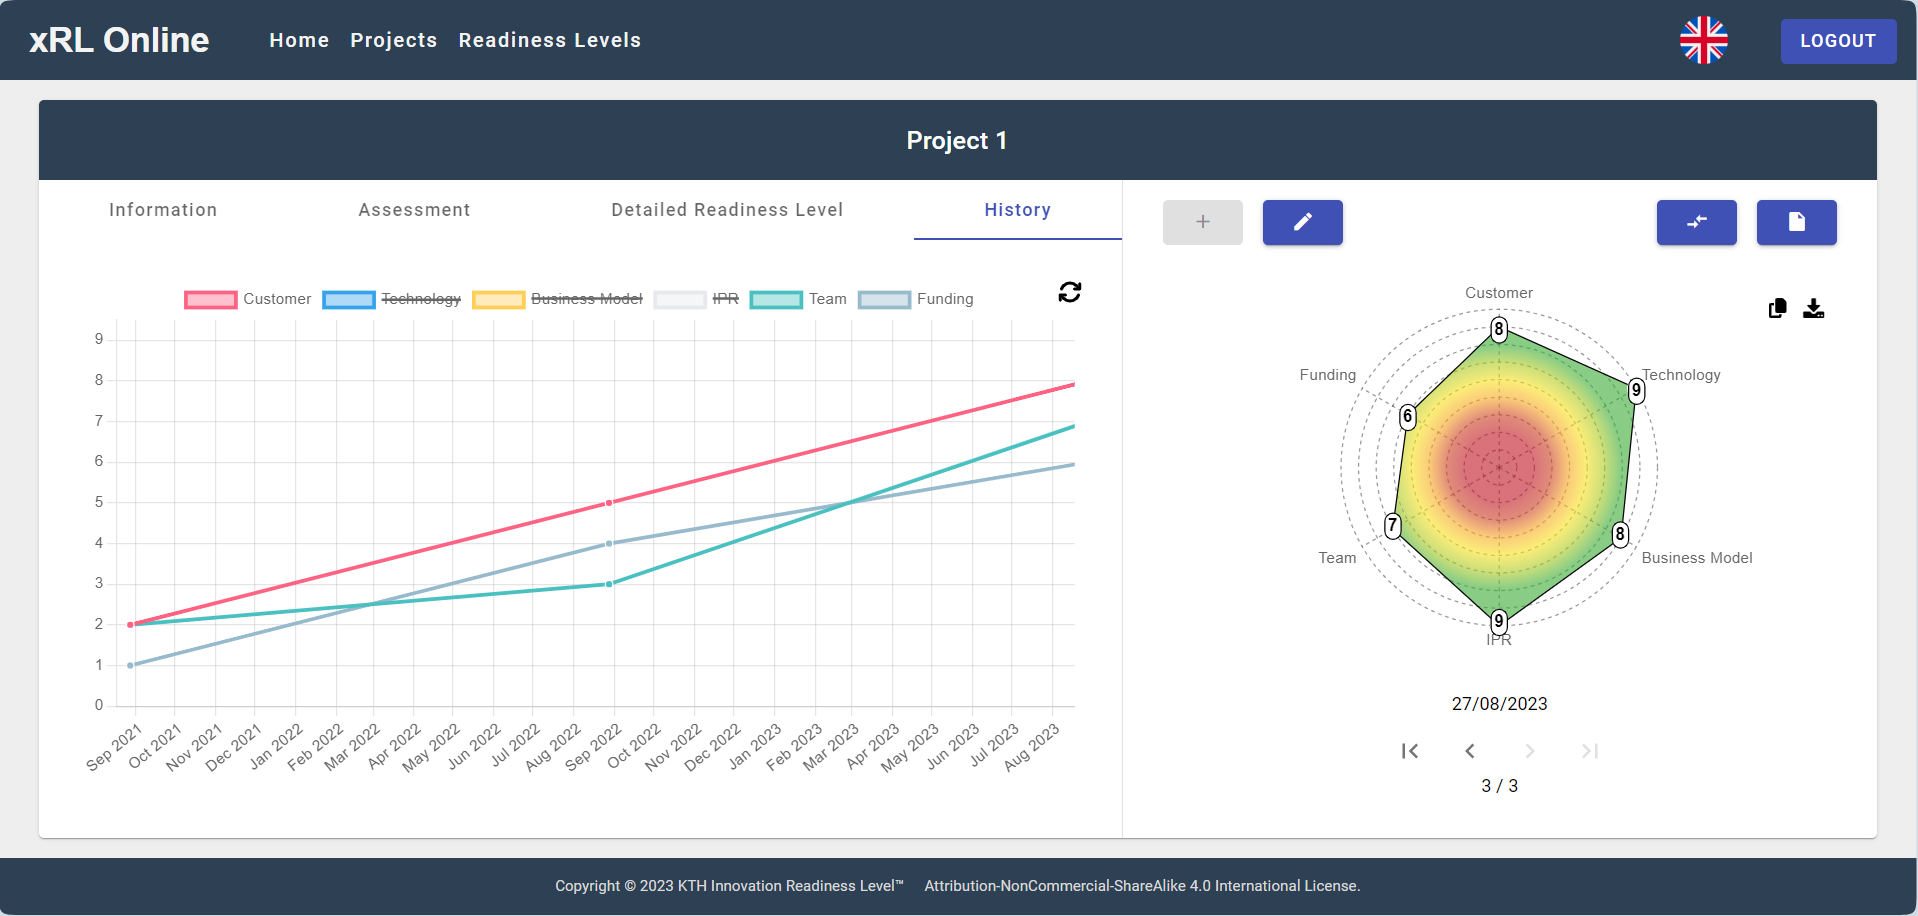 xRL Online Home Projects Readiness Levels LOGOUT
Project 1
Information Assessment Detailed Readiness Level History
Customer Technology Business Model IPR Team Funding
9
8
7
6
5
4
3
2
1
0
Sep 2021 Oct 2021 Nov 2021 Dec 2021 Jan 2022 Feb 2022 Mar 2022 Apr 2022 May 2022 Jun 2022 Jul 2022 Aug 2022 Sep 2022 Oct 2022 Nov 2022 Dec 2022 Jan 2023 Feb 2023 Mar 2023 Apr 2023 May 2023 Jun 2023 Jul 2023 Aug 2023
Customer
8
Funding Technology
9
6
7 8
Team Business Model
9
IPR
27/08/2023
3 / 3
Copyright © 2023 KTH Innovation Readiness Level™ Attribution-NonCommercial-ShareAlike 4.0 International License.